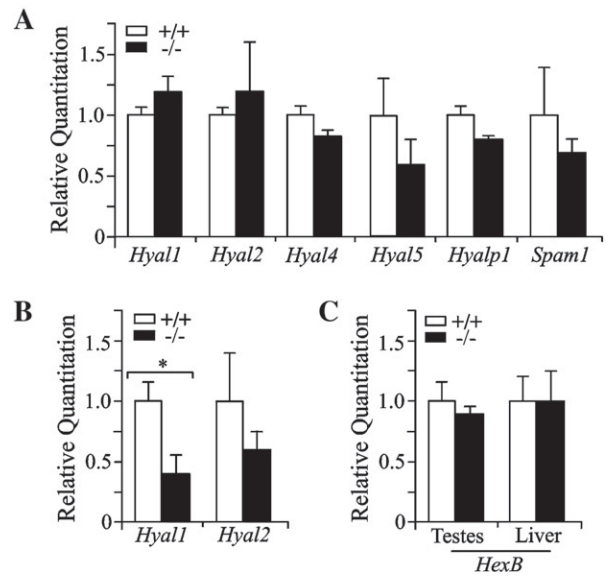 A
+/+
-/-
Relative Quantitation
1.5
1.0
0.5
0
Hyal1 Hyal2 Hyal4 Hyal5 Hyalp1 Spam1
B
+/+
-/-
Relative Quantitation
1.5
1.0
0.5
0
*
Hyal1 Hyal2
C
+/+
-/-
Relative Quantitation
1.5
1.0
0.5
0
Testes Liver
HexB